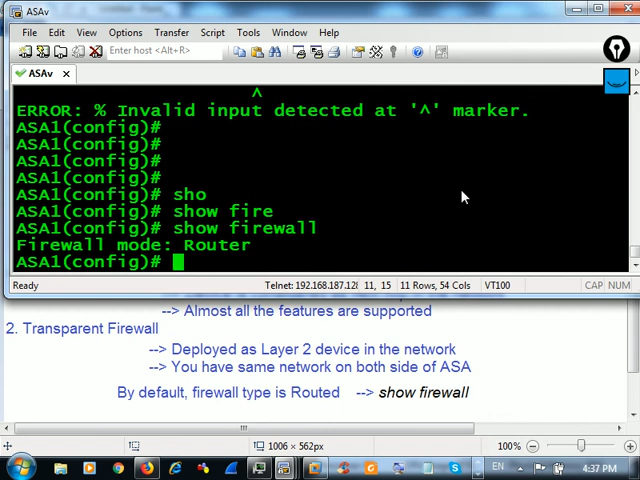 ASAv
File Edit View Options Transfer Script Tools Window Help
Enter host <Alt+R>
ASAv
^
ERROR: % Invalid input detected at '^' marker.
ASA1(config)#
ASA1(config)#
ASA1(config)#
ASA1(config)#
ASA1(config)# sho
ASA1(config)# show fire
ASA1(config)# show firewall
Firewall mode: Router
ASA1(config)#
Ready Telnet: 192.168.187.128 11, 15 11 Rows, 54 Cols VT100 CAP NUM
--> Almost all the features are supported
2. Transparent Firewall
--> Deployed as Layer 2 device in the network
--> You have same network on both side of ASA
By default, firewall type is Routed --> show firewall
1006 × 562px 100%
EN 4:37 PM